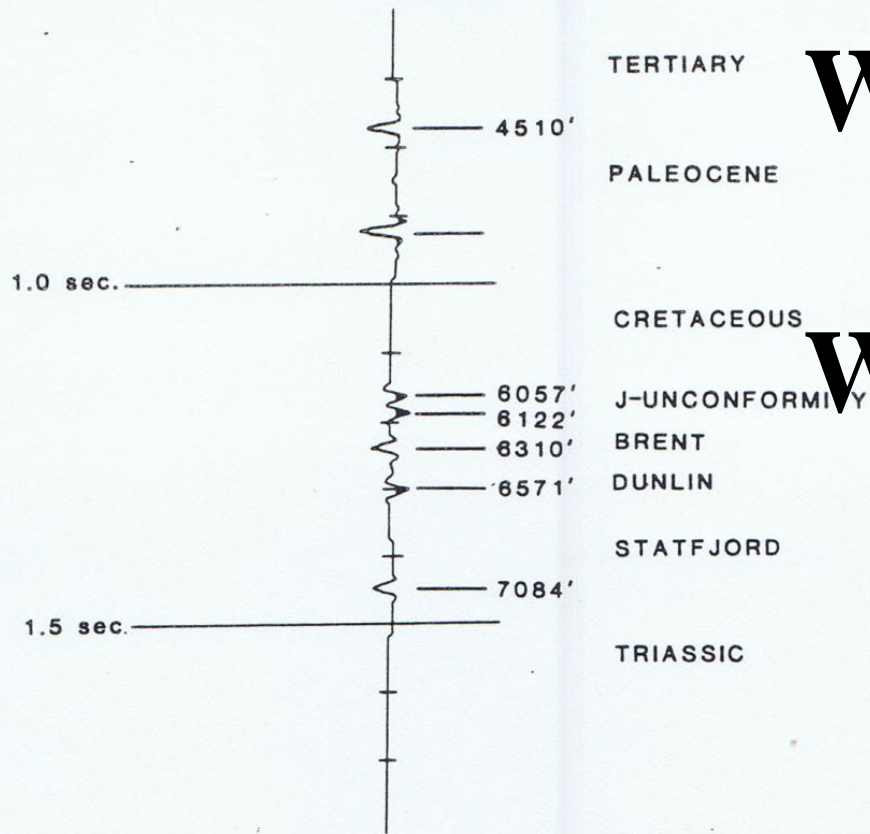 TERTIARY
W
4510'
PALEOCENE
1.0 sec.
CRETACEOUS
W
6057'
J-UNCONFORMITY
6122'
6310'
BRENT
6571'
DUNLIN
STATFJORD
7084'
1.5 sec.
TRIASSIC